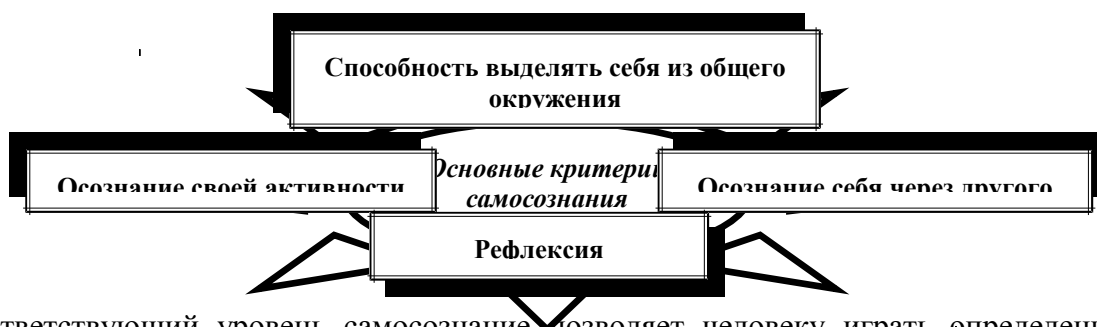 Способность выделять себя из общего
окружения
Основные критерии
самосознания
Осознание своей активности
Осознание себя через другого
Рефлексия
уровень самосознание позволяет человеку играть